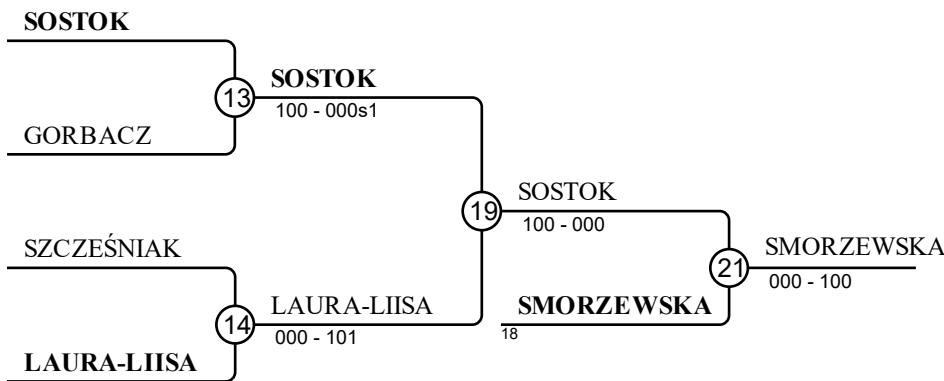 SOSTOK
13
SOSTOK
100 - 000s1
GORBACZ
19
SOSTOK
100 - 000
SZCZEŚNIAK
14
LAURA-LIISA
000 - 101
LAURA-LIISA
21
SMORZEWSKA
000 - 100
SMORZEWSKA
18